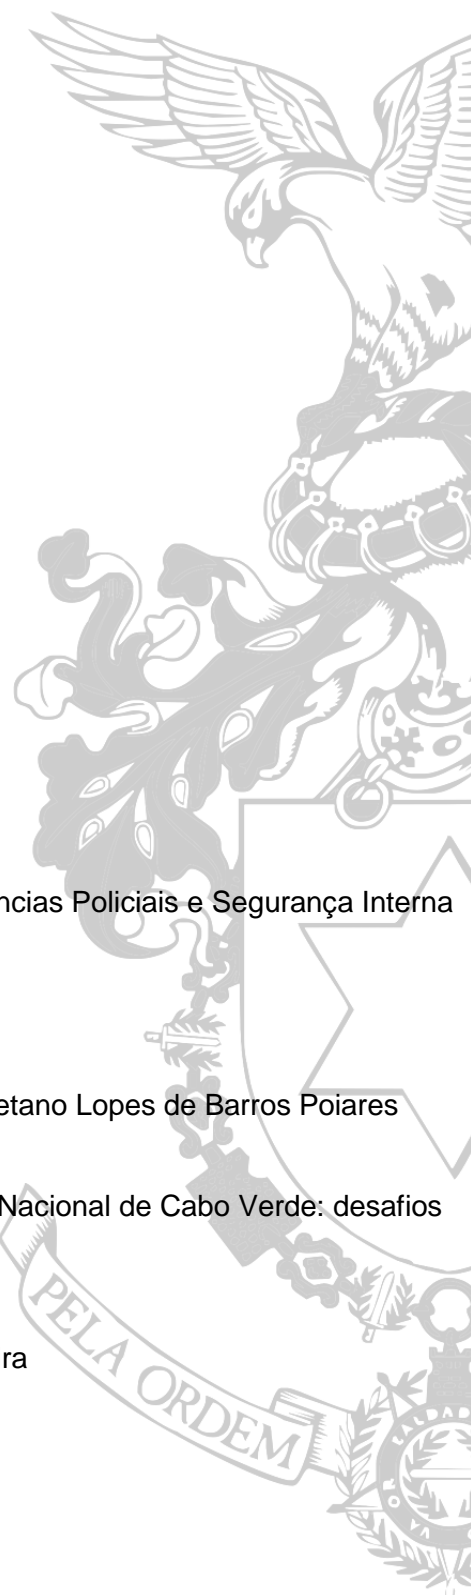 ncias Policiais e Segurança Interna
etano Lopes de Barros Poiares
Nacional de Cabo Verde: desafios
ra
PELA ORDEM